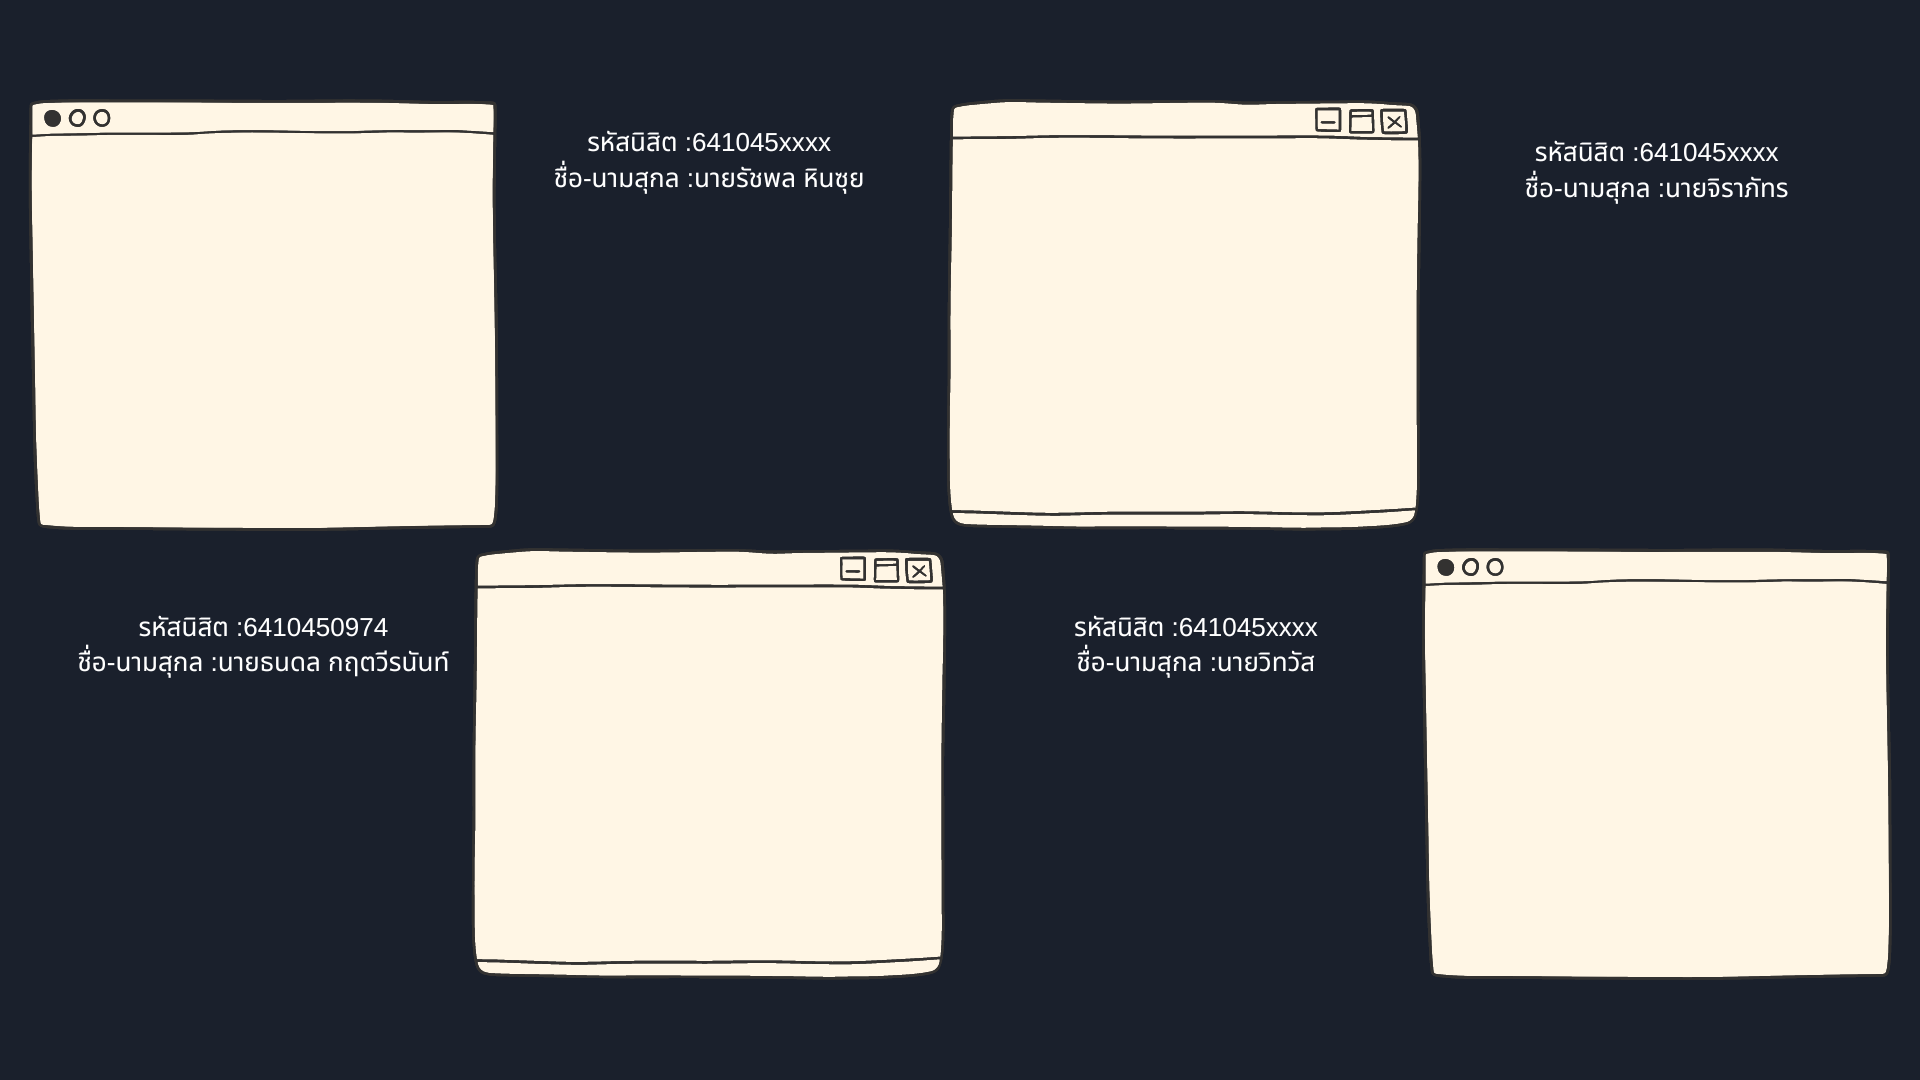 รหัสนิสิต :641045xxxx
ชื่อ-นามสกุล :นายรัชพล หินซุย
รหัสนิสิต :641045xxxx
ชื่อ-นามสุกล :นายจิราภัทร
รหัสนิสิต :6410450974
ชื่อ-นามสุกล :นายธนดล กฤตวีรนันท์
รหัสนิสิต :641045xxxx
ชื่อ-นามสุกล :นายวิทวัส